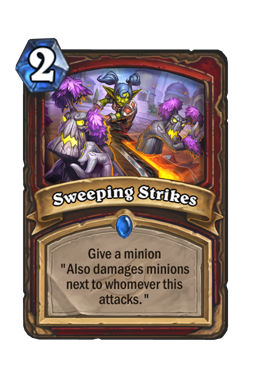 2
Sweeping Strikes
Give a minion
"Also damages minions
next to whomever this
attacks."